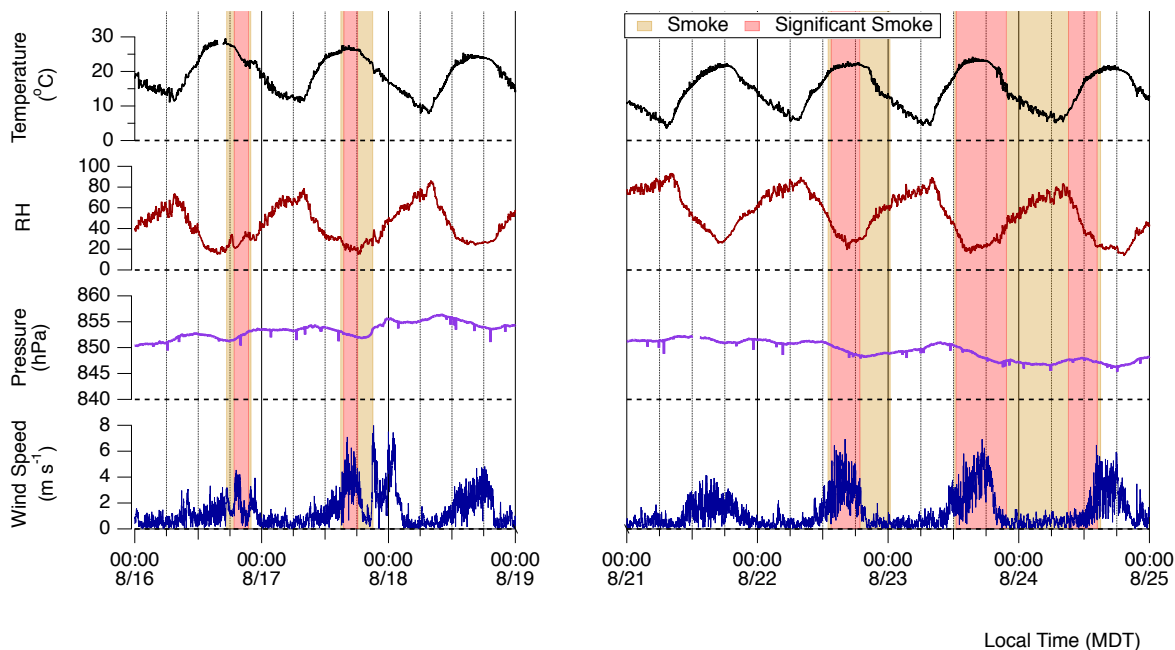 Smoke Significant Smoke
Temperature
(⁰C)
30
20
10
0
RH
100
80
60
40
20
0
Pressure
(hPa)
860
855
850
845
840
Wind Speed
(m s⁻¹)
8
6
4
2
0
00:00 00:00 00:00 00:00 00:00 00:00 00:00 00:00 00:00
8/16 8/17 8/18 8/19 8/21 8/22 8/23 8/24 8/25
Local Time (MDT)